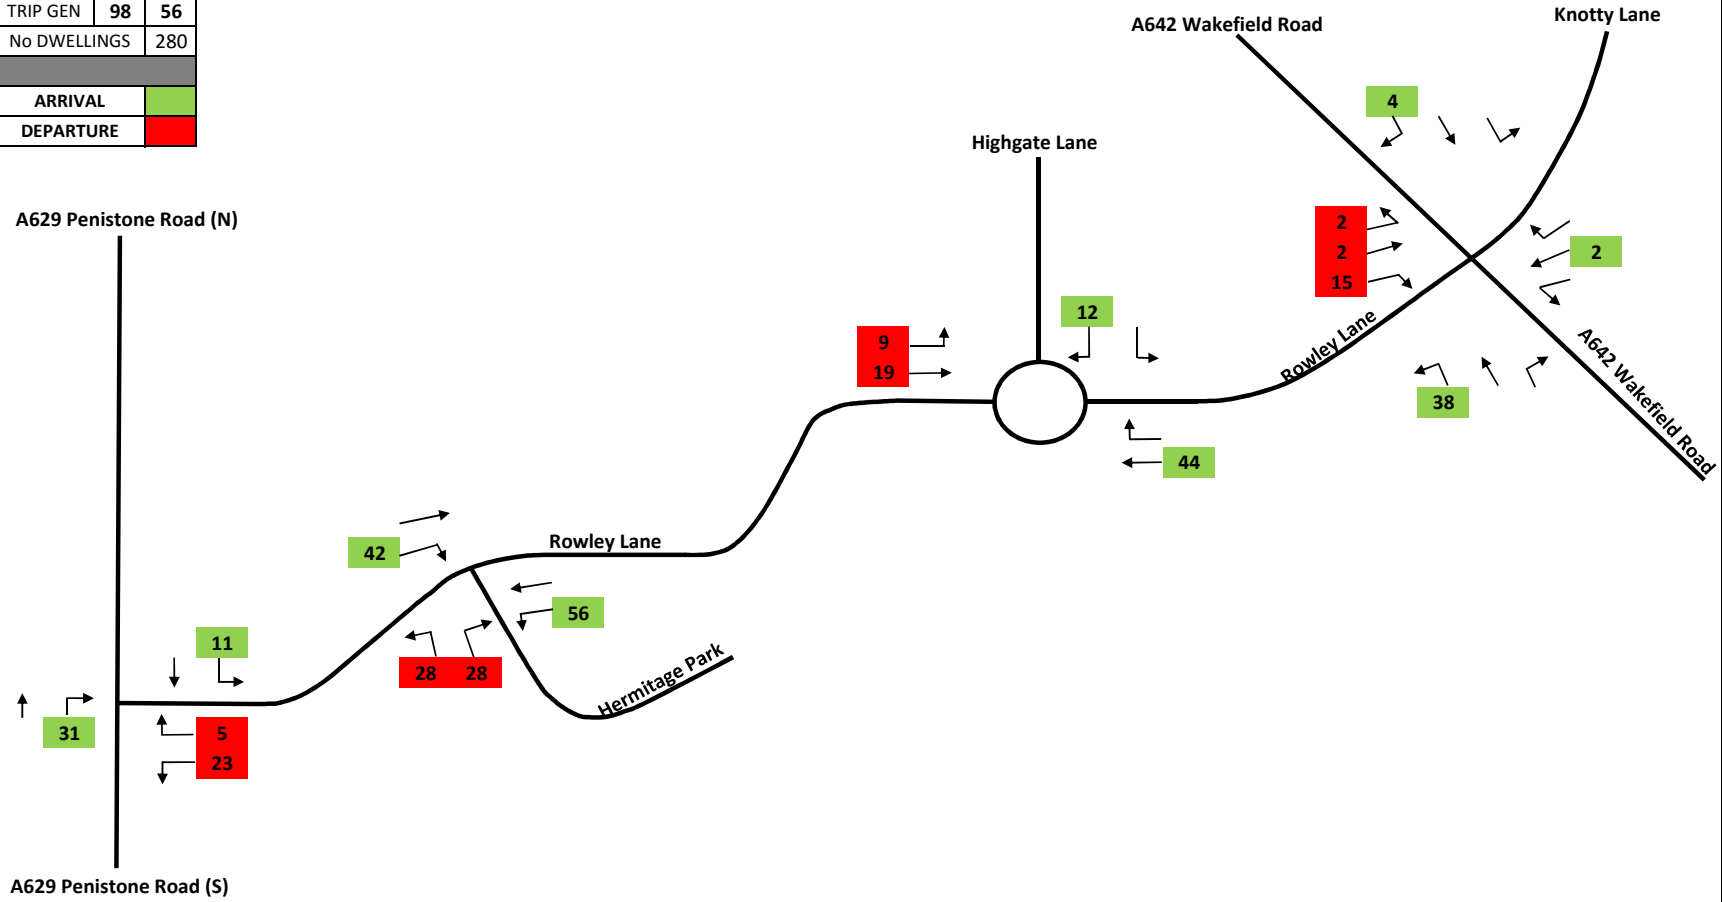 TRIP GEN 98 56
No DWELLINGS 280
ARRIVAL
DEPARTURE
A642 Wakefield Road
Knotty Lane
4
Highgate Lane
A629 Penistone Road (N)
2
2
15
2
12
9
19
Rowley Lane
A642 Wakefield Road
38
44
42
Rowley Lane
56
11
28 28
Hermitage Park
31
5
23
A629 Penistone Road (S)